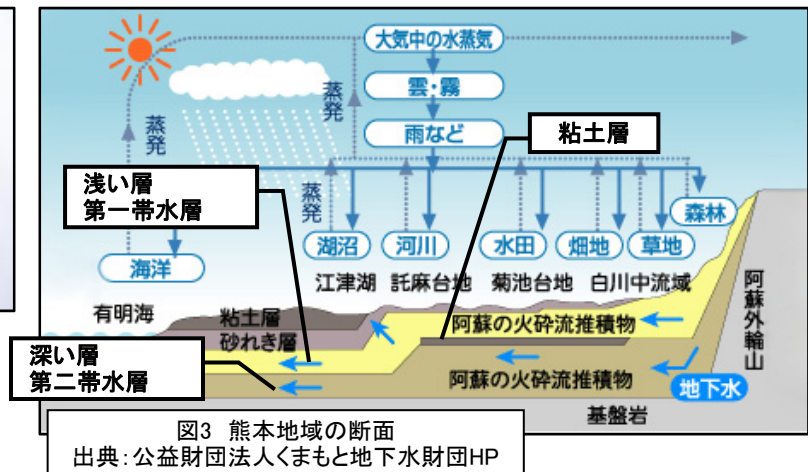 大気中の水蒸気
雲・霧
雨など
粘土層
蒸発
蒸発
蒸発
浅い層
第一帯水層
森林
湖沼
河川
水田
畑地
草地
海洋
江津湖
託麻台地
菊池台地
白川中流域
阿蘇外輪山
有明海
粘土層
砂れき層
阿蘇の火砕流推積物
深い層
第二帯水層
阿蘇の火砕流推積物
地下水
基盤岩
図3 熊本地域の断面
出典:公益財団法人くまもと地下水財団HP